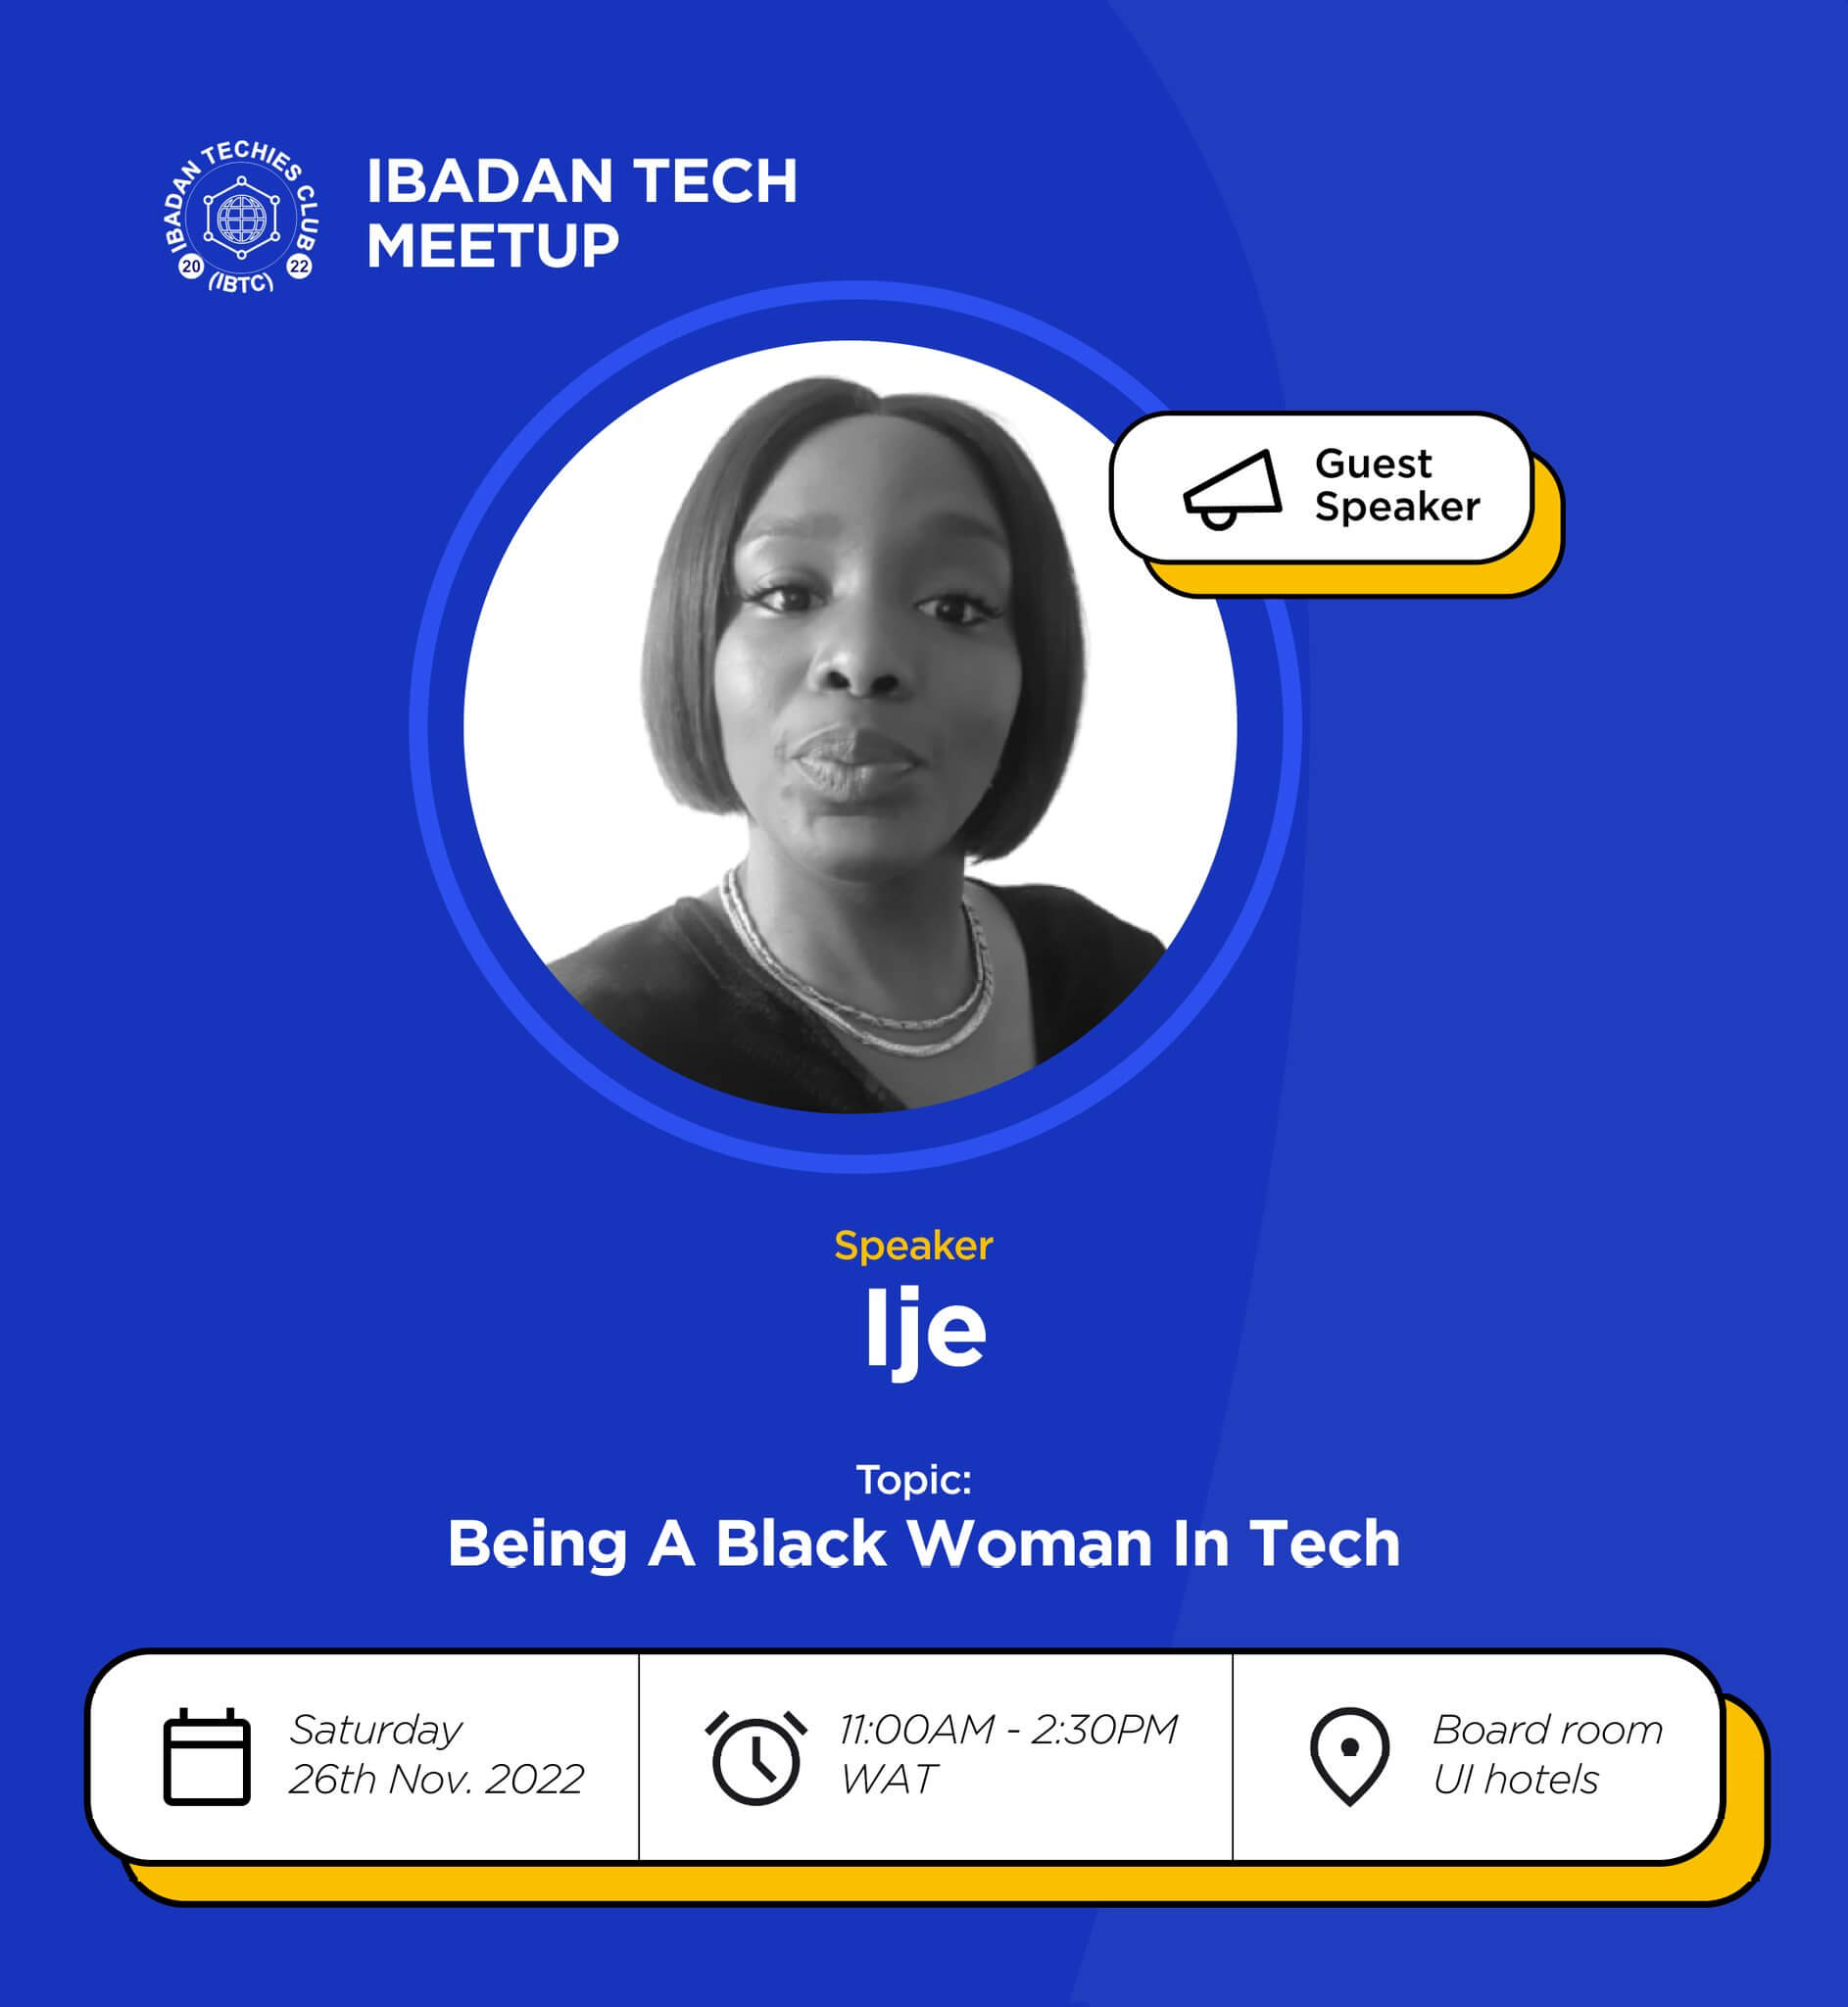 IBADAN TECHIES CLUB
20 22
(IBTC)
IBADAN TECH
MEETUP
Guest
Speaker
Speaker
Ije
Topic:
Being A Black Woman In Tech
Saturday
26th Nov. 2022
11:00AM - 2:30PM
WAT
Board room
UI hotels